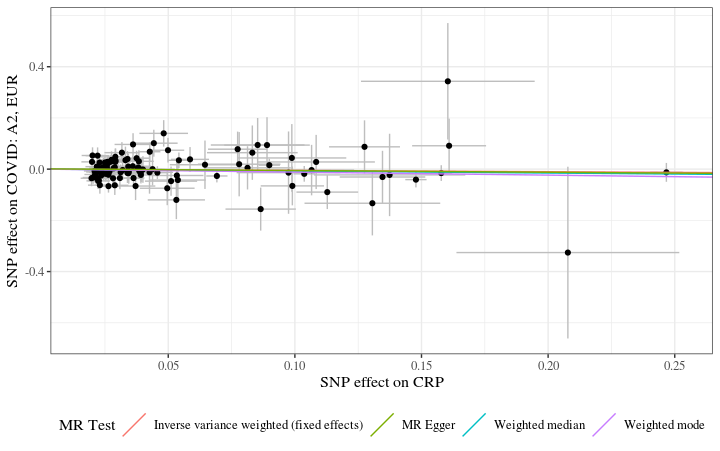 SNP effect on COVID: A2, EUR
0.4
0.0
-0.4
0.05 0.10 0.15 0.20 0.25
SNP effect on CRP
MR Test Inverse variance weighted (fixed effects) MR Egger Weighted median Weighted mode